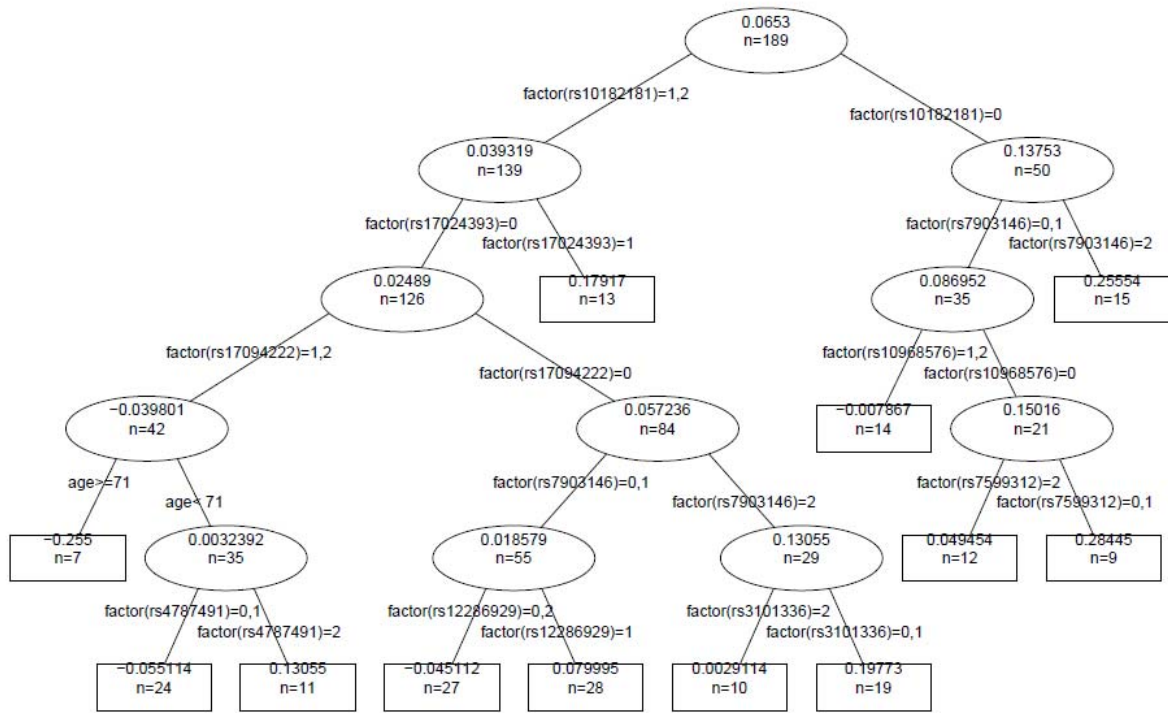 0.0653
n=189
factor(rs10182181)=1,2
factor(rs10182181)=0
0.039319
n=139
0.13753
n=50
factor(rs17024393)=0
factor(rs17024393)=1
factor(rs7903146)=0,1
factor(rs7903146)=2
0.02489
n=126
0.17917
n=13
0.086952
n=35
0.25554
n=15
factor(rs17094222)=1,2
factor(rs17094222)=0
factor(rs10968576)=1,2
factor(rs10968576)=0
−0.039801
n=42
0.057236
n=84
−0.007867
n=14
0.15016
n=21
age>=71
age< 71
factor(rs7903146)=0,1
factor(rs7903146)=2
factor(rs7599312)=2
factor(rs7599312)=0,1
−0.255
n=7
0.0032392
n=35
0.018579
n=55
0.13055
n=29
0.049454
n=12
0.28445
n=9
factor(rs4787491)=0,1
factor(rs4787491)=2
factor(rs12286929)=0,2
factor(rs12286929)=1
factor(rs3101336)=2
factor(rs3101336)=0,1
−0.055114
n=24
0.13055
n=11
−0.045112
n=27
0.079995
n=28
0.0029114
n=10
0.19773
n=19